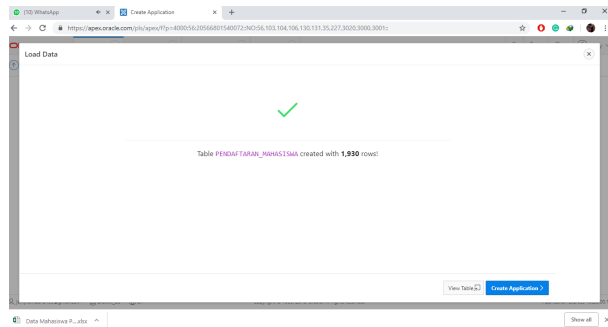 (10) WhatsApp
Create Application
https://apex.oracle.com/pls/apex/f?p=4000:56:20566801540072::NO:56,103,104,106,130,131,35,227,3020,3000,3001::
Load Data
Table PENDAFTARAN_MAHASISWA created with 1,930 rows!
View Table
Create Application >
Data Mahasiswa P....xlsx
Show all